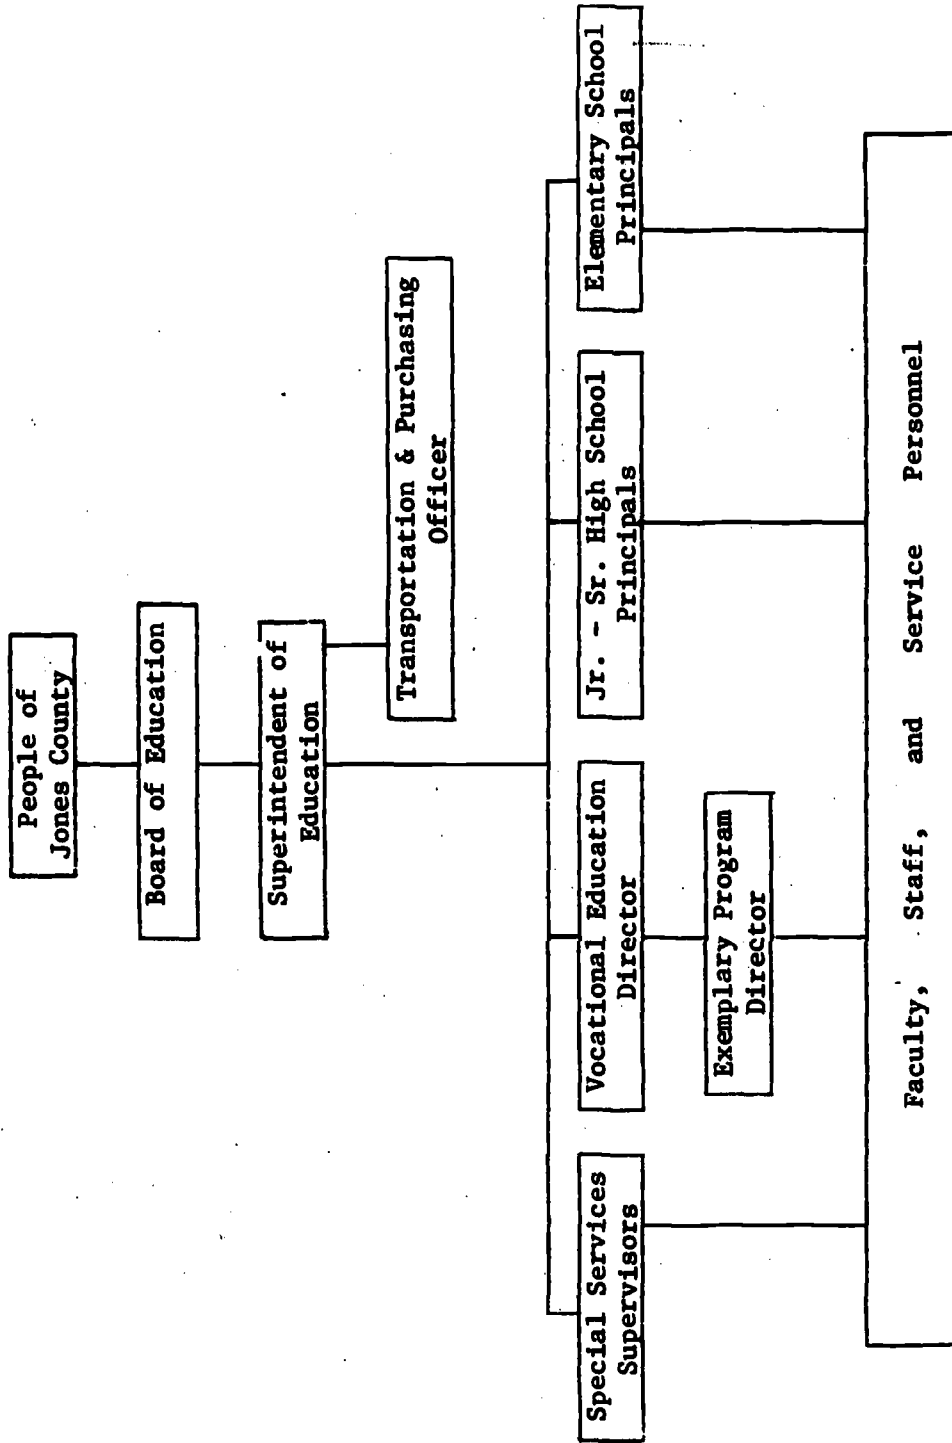 People of
Jones County
Board of Education
Superintendent of
Education
Transportation & Purchasing
Officer
Special Services
Supervisors
Vocational Education
Director
Jr. - Sr. High School
Principals
Elementary School
Principals
Exemplary Program
Director
Faculty, Staff, and Service Personnel